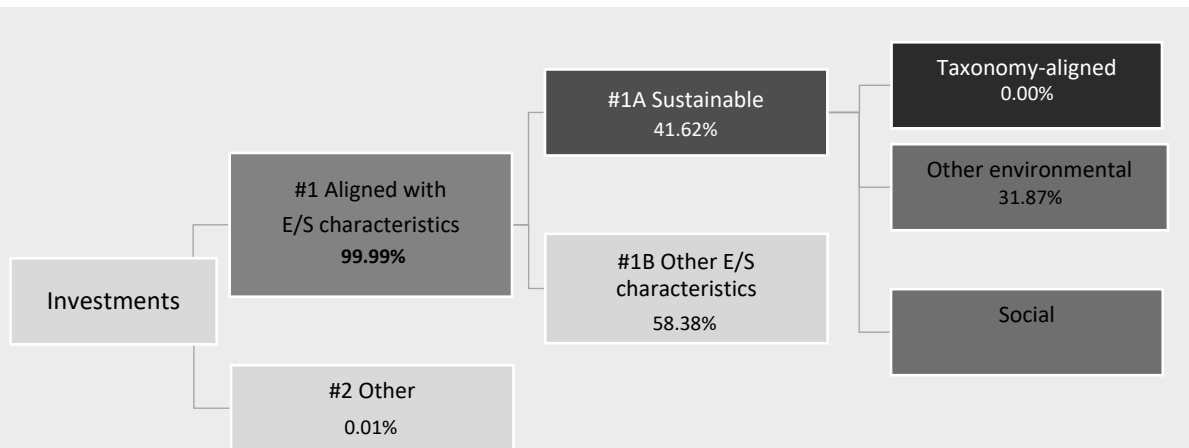 Investments
#1 Aligned with
E/S characteristics
99.99%
#2 Other
0.01%
#1A Sustainable
41.62%
#1B Other E/S
characteristics
58.38%
Taxonomy-aligned
0.00%
Other environmental
31.87%
Social